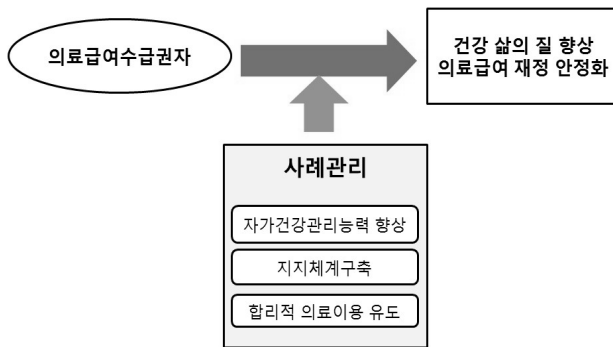 의료급여수급권자
건강 삶의 질 향상
의료급여 재정 안정화
사례관리
자가건강관리능력 향상
지지체계구축
합리적 의료이용 유도